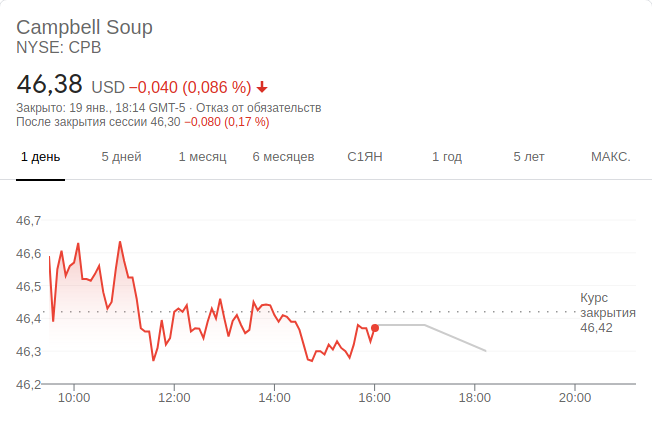 Campbell Soup
NYSE: CPB
46,38 USD −0,040 (0,086 %)
Закрыто: 19 янв., 18:14 GMT-5 · Отказ от обязательств
После закрытия сессии 46,30 −0,080 (0,17 %)
1 день 5 дней 1 месяц 6 месяцев С1ЯН 1 год 5 лет МАКС.
46,7
46,6
46,5
46,4
46,3
46,2
Курс
закрытия
46,42
10:00 12:00 14:00 16:00 18:00 20:00